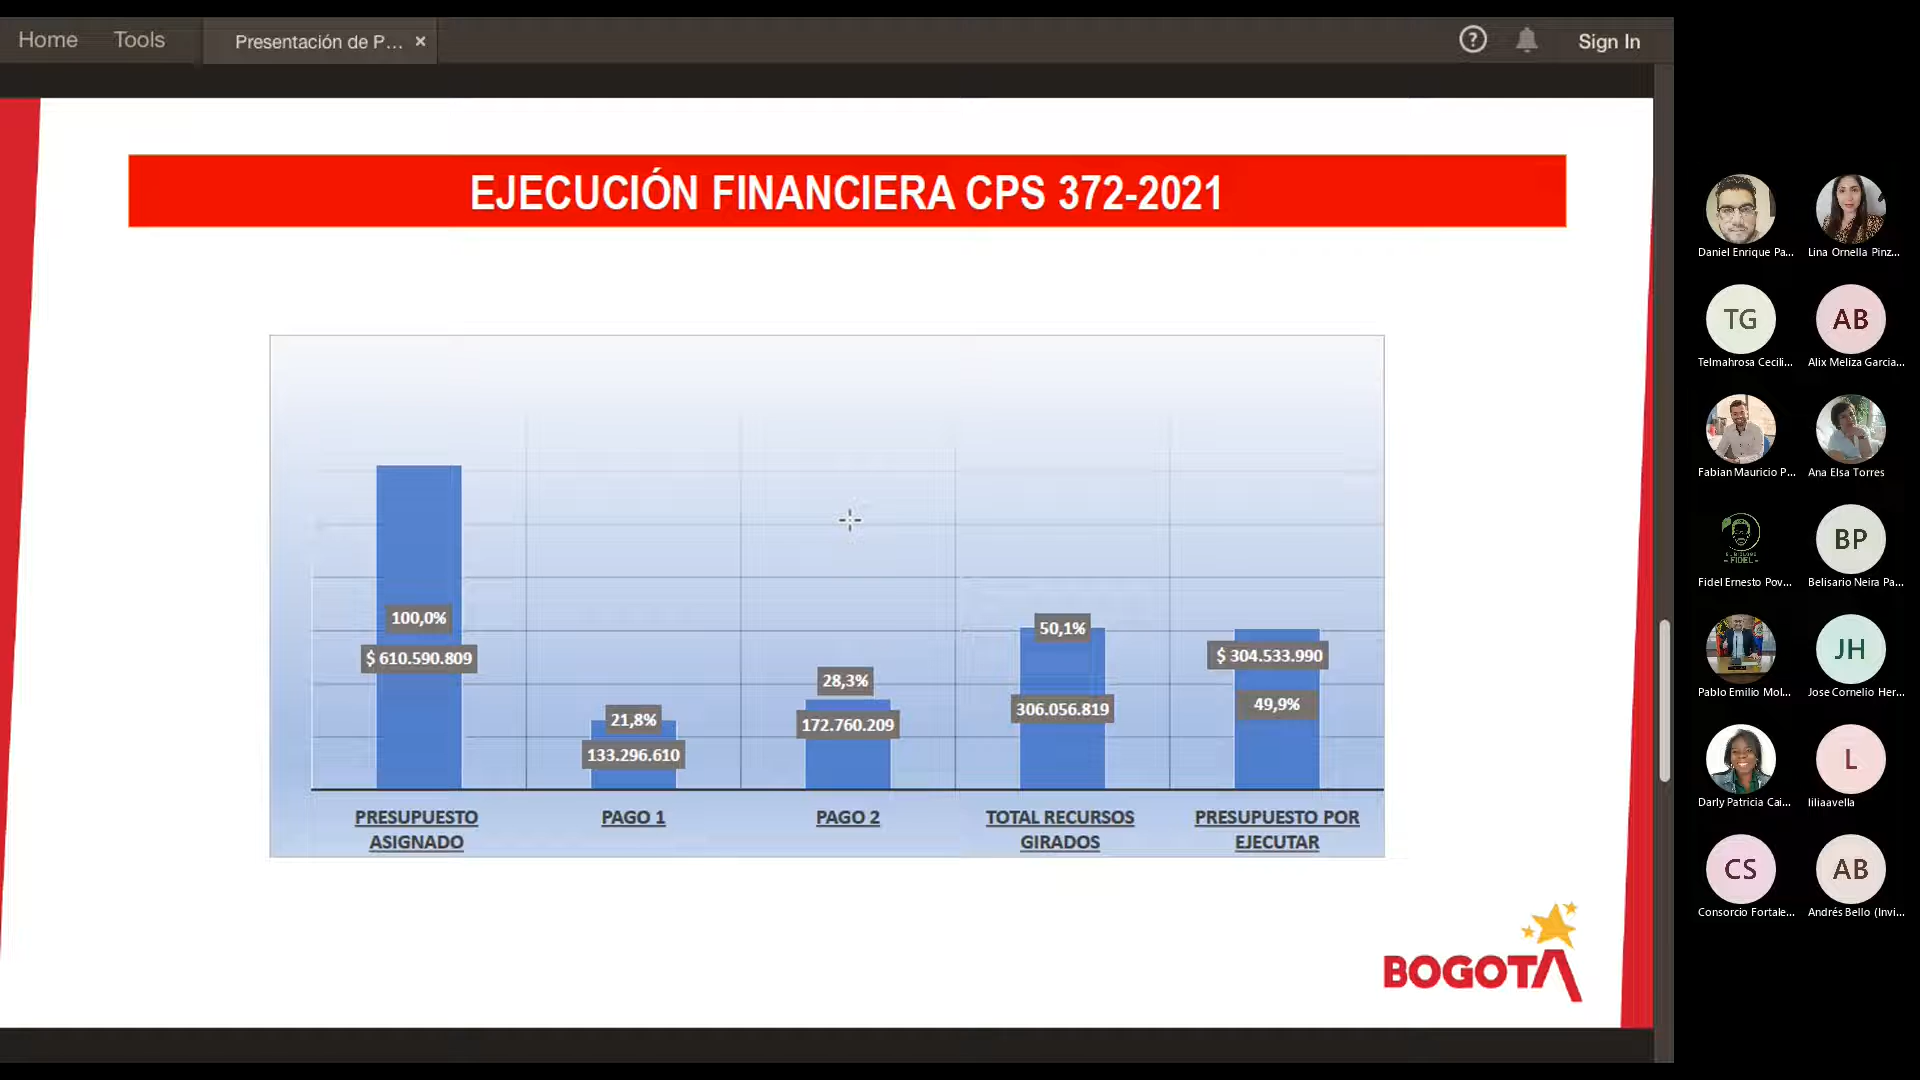 Home
Tools
Presentación de P... ×
Sign In
EJECUCIÓN FINANCIERA CPS 372-2021
100,0%
$ 610.590.809
21,8%
133.296.610
28,3%
172.760.209
50,1%
306.056.819
$ 304.533.990
49,9%
PRESUPUESTO
ASIGNADO
PAGO 1
PAGO 2
TOTAL RECURSOS
GIRADOS
PRESUPUESTO POR
EJECUTAR
BOGOTA
Daniel Enrique Pa...
Lina Ornella Pinz...
TG
Telmahrosa Cecili...
AB
Alix Meliza Garcia...
Fabian Mauricio P...
Ana Elsa Torres
FIDEL
Fidel Ernesto Pov...
BP
Belisario Neira Pa...
Pablo Emilio Mol...
JH
Jose Cornelio Her...
Darly Patricia Cai...
L
liliaavella
CS
Consorcio Fortale...
AB
Andrés Bello (Invi...